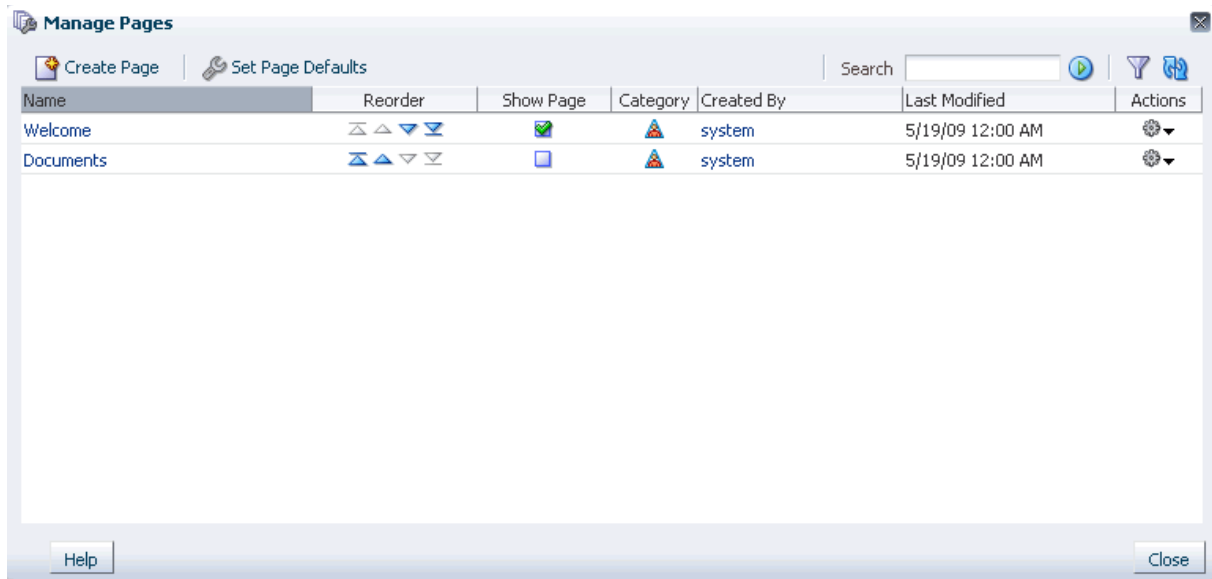 Manage Pages
Create Page Set Page Defaults Search
Name Reorder Show Page Category Created By Last Modified Actions
Welcome system 5/19/09 12:00 AM
Documents system 5/19/09 12:00 AM
Help Close